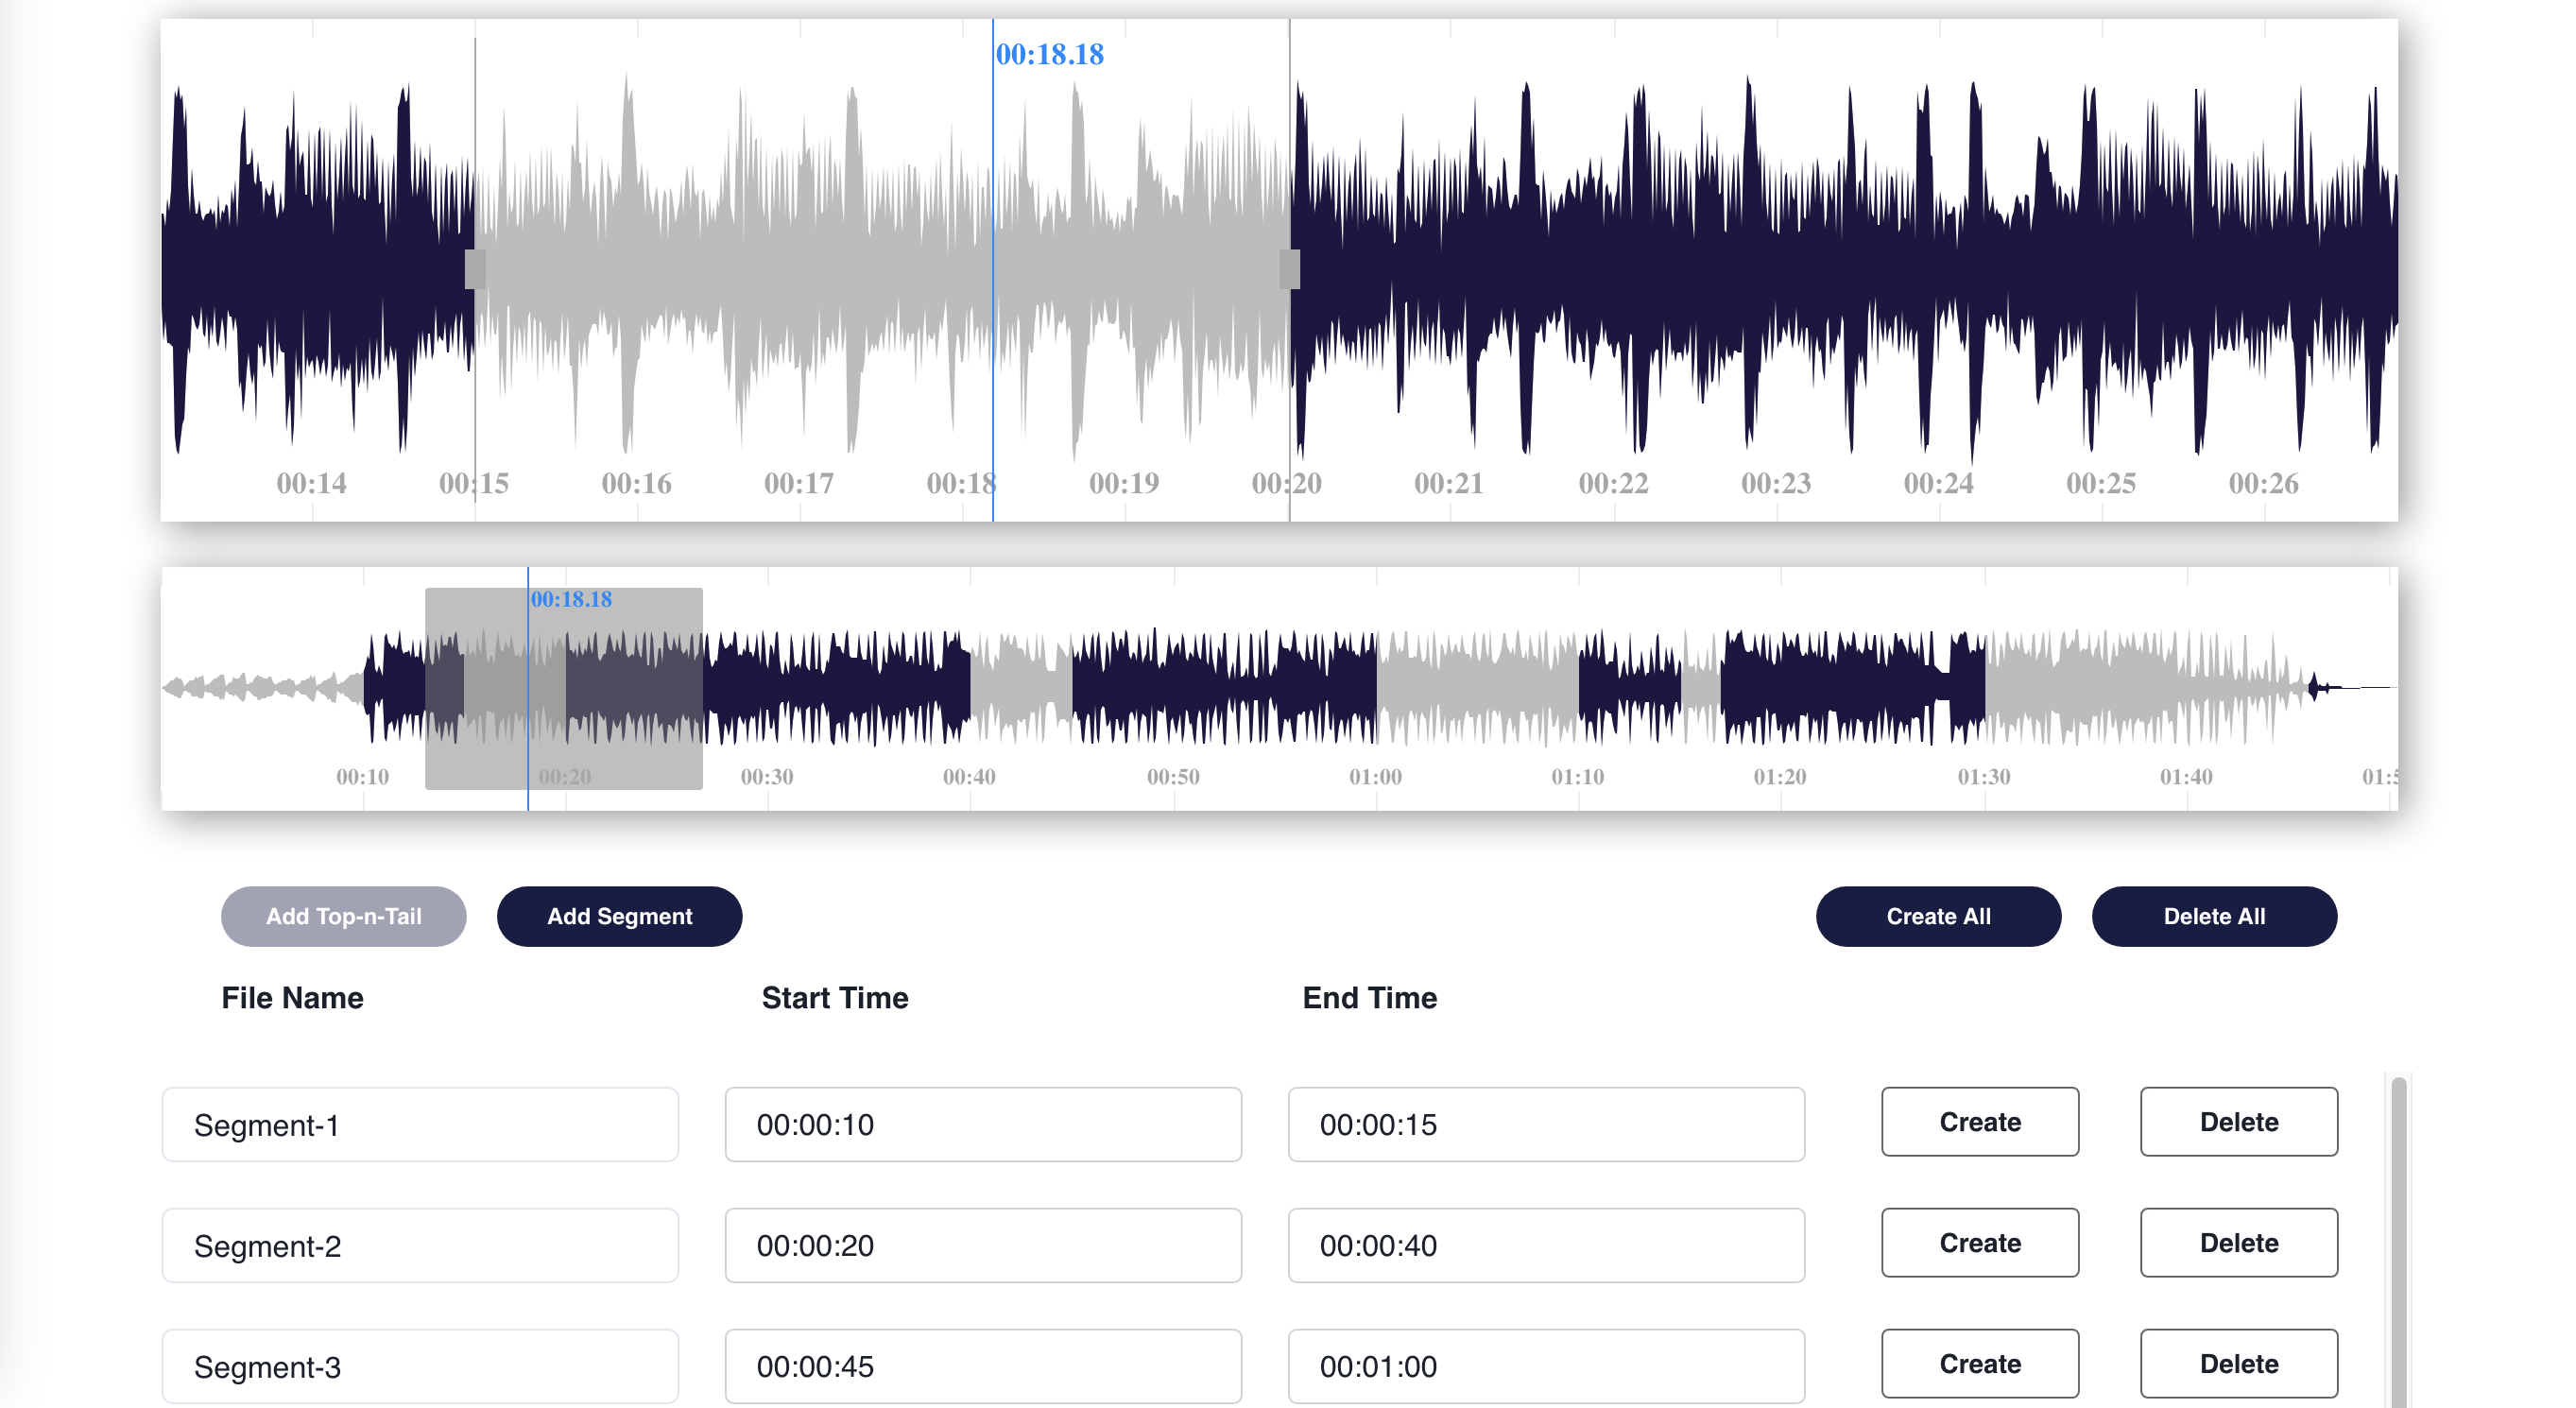 00:18.18
00:14 00:15 00:16 00:17 00:18 00:19 00:20 00:21 00:22 00:23 00:24 00:25 00:26
00:18.18
00:10 00:20 00:30 00:40 00:50 01:00 01:10 01:20 01:30 01:40 01:5
Add Top-n-Tail Add Segment Create All Delete All
File Name Start Time End Time
Segment-1 00:00:10 00:00:15 Create Delete
Segment-2 00:00:20 00:00:40 Create Delete
Segment-3 00:00:45 00:01:00 Create Delete